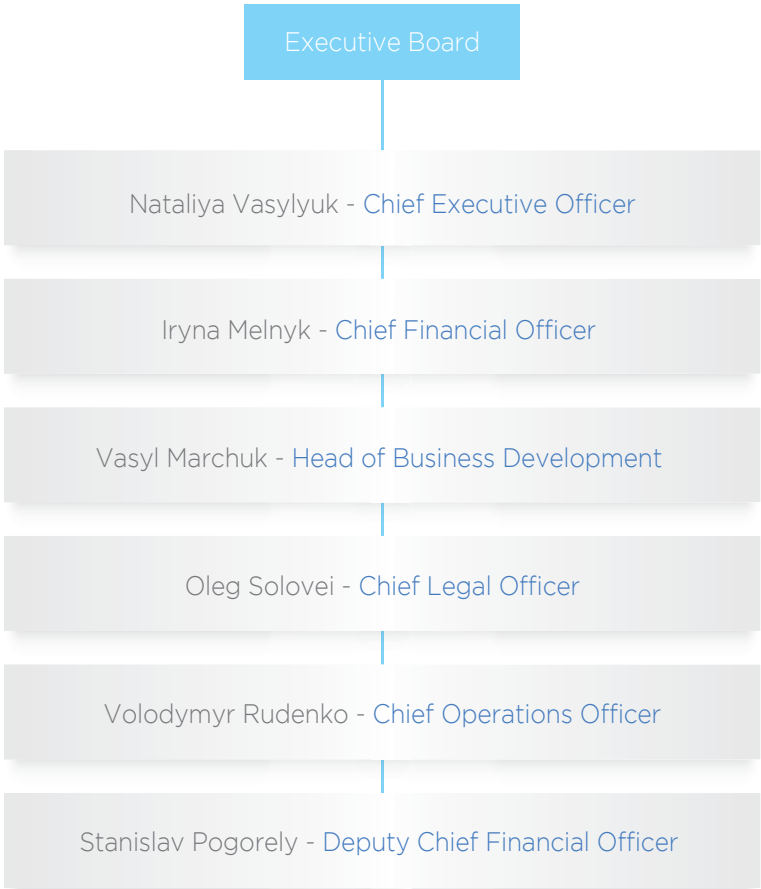 Executive Board
Nataliya Vasylyuk - Chief Executive Officer
Iryna Melnyk - Chief Financial Officer
Vasyl Marchuk - Head of Business Development
Oleg Solovei - Chief Legal Officer
Volodymyr Rudenko - Chief Operations Officer
Stanislav Pogorely - Deputy Chief Financial Officer